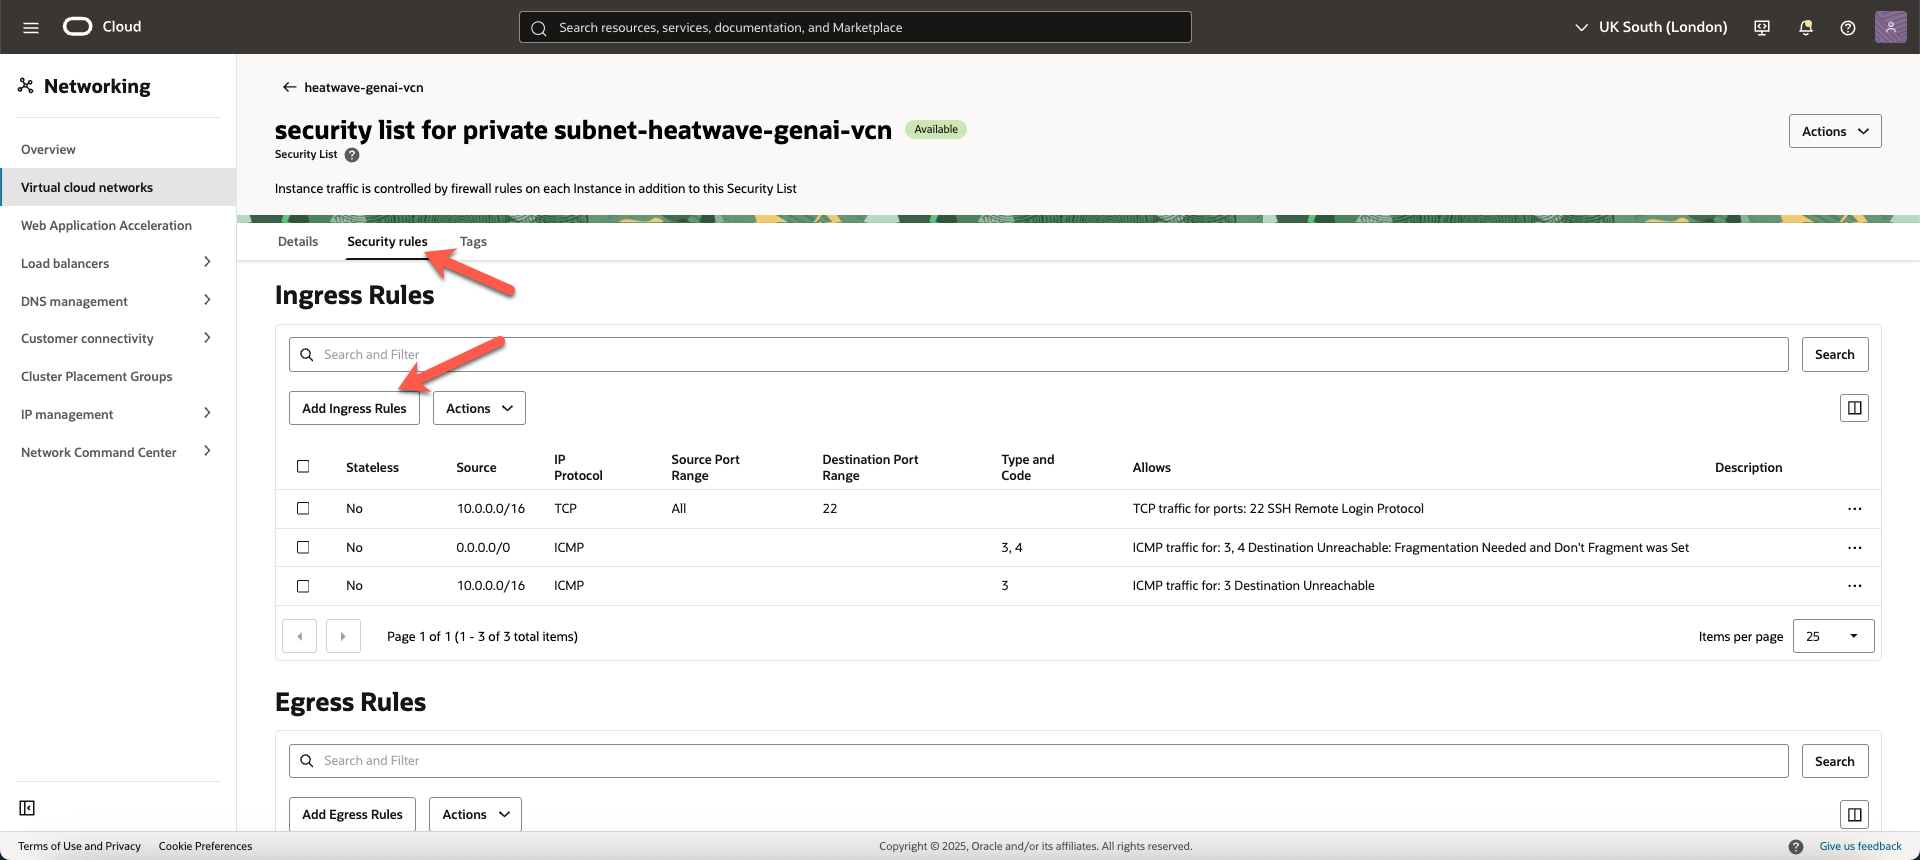 Cloud
Search resources, services, documentation, and Marketplace
UK South (London)
Networking
Overview
Virtual cloud networks
Web Application Acceleration
Load balancers
DNS management
Customer connectivity
Cluster Placement Groups
IP management
Network Command Center
heatwave-genai-vcn
security list for private subnet-heatwave-genai-vcn
Available
Actions
Security List
Instance traffic is controlled by firewall rules on each Instance in addition to this Security List
Details Security rules Tags
Ingress Rules
Search and Filter
Search
Add Ingress Rules
Actions
Stateless Source IP Protocol Source Port Range Destination Port Range Type and Code Allows Description
No 10.0.0.0/16 TCP All 22 TCP traffic for ports: 22 SSH Remote Login Protocol
No 0.0.0.0/0 ICMP 3, 4 ICMP traffic for: 3, 4 Destination Unreachable: Fragmentation Needed and Don't Fragment was Set
No 10.0.0.0/16 ICMP 3 ICMP traffic for: 3 Destination Unreachable
Page 1 of 1 (1 - 3 of 3 total items)
Items per page 25
Egress Rules
Search and Filter
Search
Add Egress Rules
Actions
Terms of Use and Privacy Cookie Preferences
Copyright © 2025, Oracle and/or its affiliates. All rights reserved.
Give us feedback